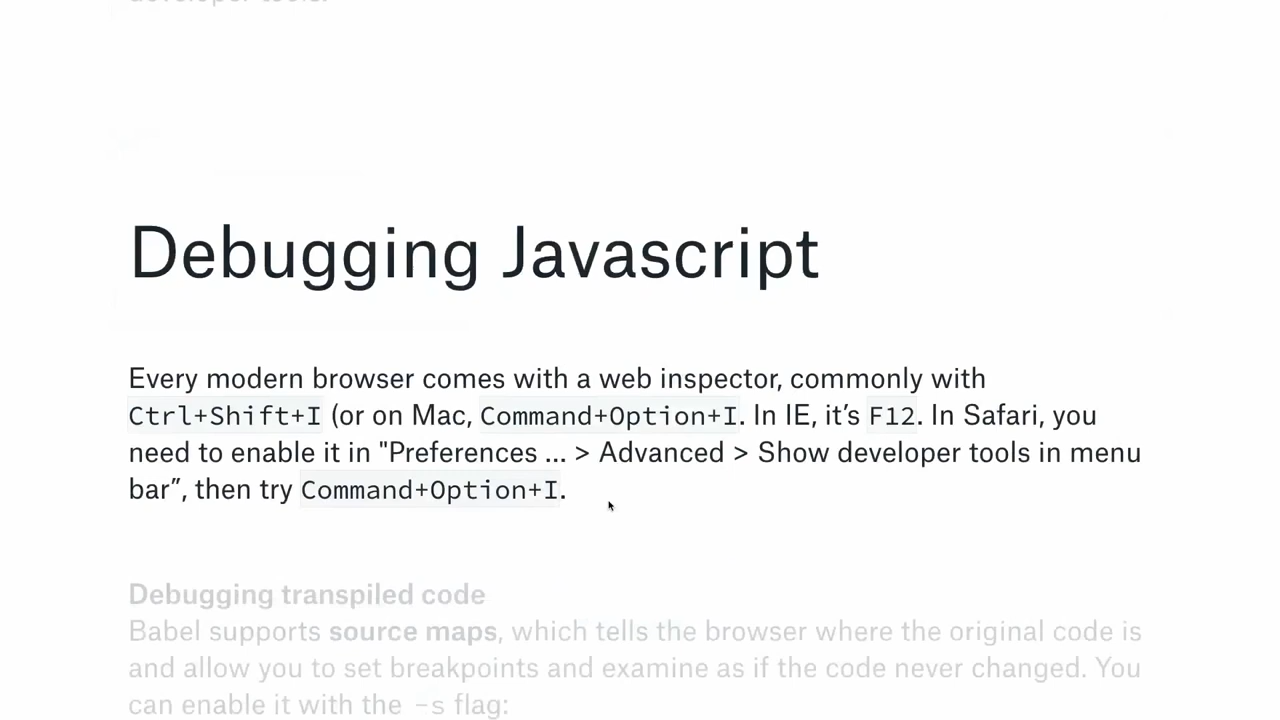 developer tools.
Debugging Javascript
Every modern browser comes with a web inspector, commonly with
Ctrl+Shift+I (or on Mac, Command+Option+I. In IE, it’s F12. In Safari, you
need to enable it in "Preferences ... > Advanced > Show developer tools in menu
bar”, then try Command+Option+I.
Debugging transpiled code
Babel supports source maps, which tells the browser where the original code is
and allow you to set breakpoints and examine as if the code never changed. You
can enable it with the -s flag: